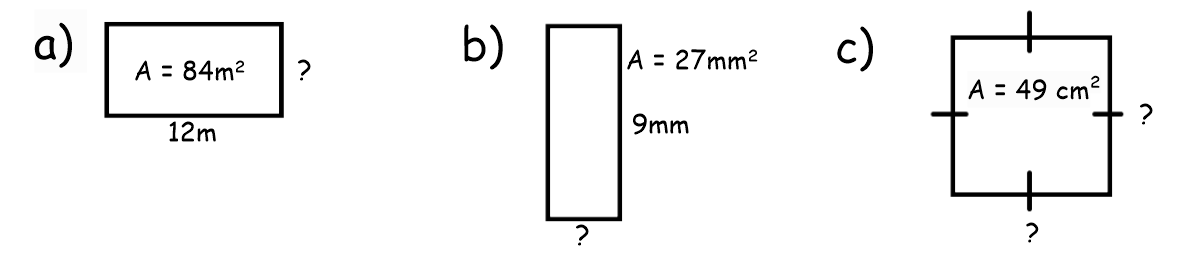 a)
A = 84m²
?
12m
b)
A = 27mm²
9mm
?
c)
A = 49 cm²
?
?